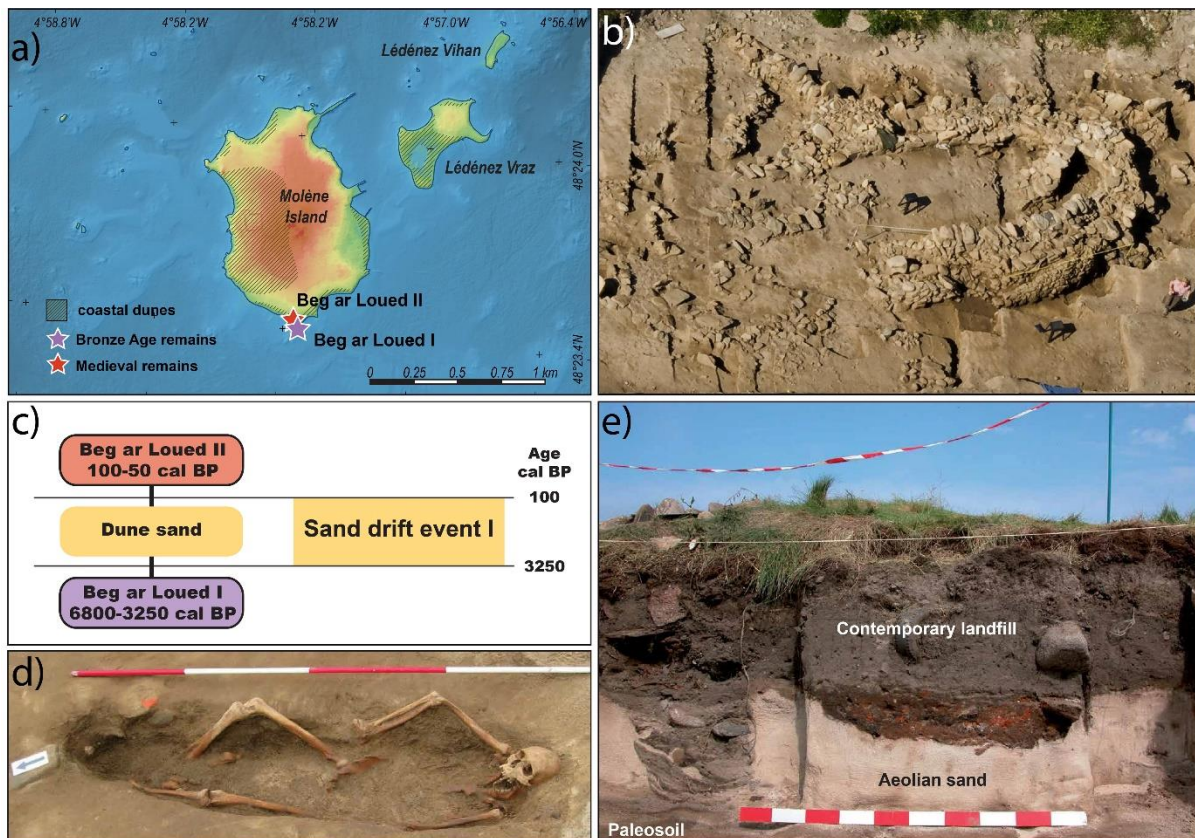 4°58.8'W
4°58.2'W
4°58.2'W
4°57.0'W
4°56.4'W
a)
Lédénez Vihan
Lédénez Vraz
48°24.0'N
Molène
Island
Beg ar Loued II
coastal dunes
Bronze Age remains
Beg ar Loued I
Medieval remains
48°23.4'N
0 0.25 0.5 0.75 1 km
b)
c)
Beg ar Loued II
100-50 cal BP
Age
cal BP
100
Dune sand
Sand drift event I
3250
Beg ar Loued I
6800-3250 cal BP
d)
e)
Contemporary landfill
Aeolian sand
Paleosoil